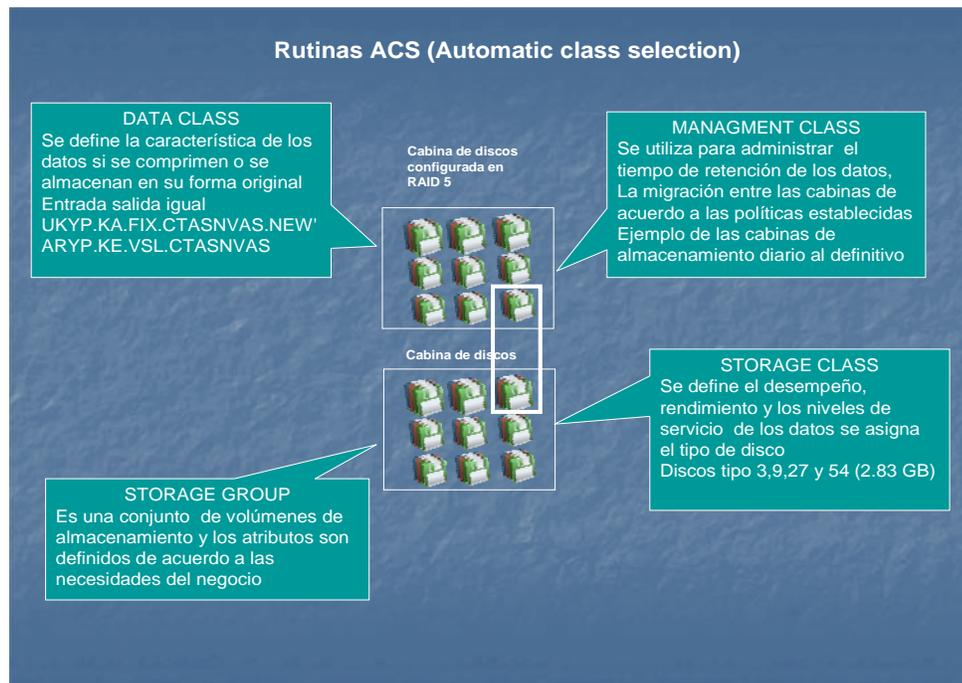 Rutinas ACS (Automatic class selection)
DATA CLASS
Se define la característica de los
datos si se comprimen o se
almacenan en su forma original
Entrada salida igual
UKYP.KA.FIX.CTASNVAS.NEW'
ARYP.KE.VSL.CTASNVAS
Cabina de discos
configurada en
RAID 5
MANAGMENT CLASS
Se utiliza para administrar el
tiempo de retención de los datos,
La migración entre las cabinas de
acuerdo a las políticas establecidas
Ejemplo de las cabinas de
almacenamiento diario al definitivo
Cabina de discos
STORAGE CLASS
Se define el desempeño,
rendimiento y los niveles de
servicio de los datos se asigna
el tipo de disco
Discos tipo 3,9,27 y 54 (2.83 GB)
STORAGE GROUP
Es una conjunto de volúmenes de
almacenamiento y los atributos son
definidos de acuerdo a las
necesidades del negocio